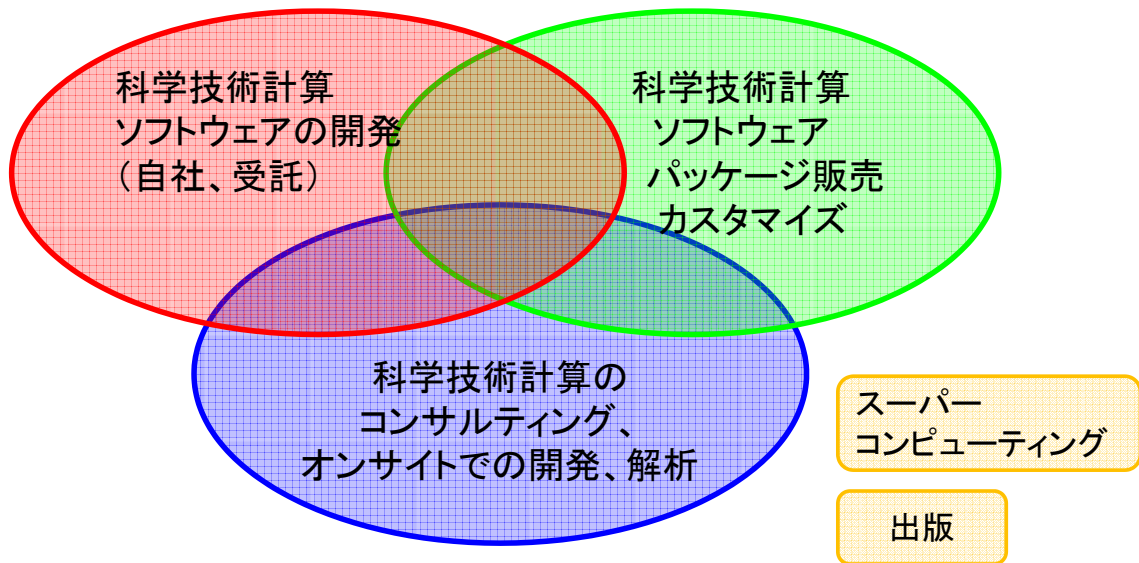 科学技術計算
ソフトウェアの開発
（自社、受託）
科学技術計算
ソフトウェア
パッケージ販売
カスタマイズ
科学技術計算の
コンサルティング、
オンサイトでの開発、解析
スーパー
コンピューティング
出版